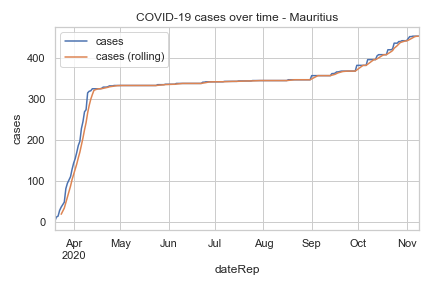 COVID-19 cases over time - Mauritius
cases
cases (rolling)
400
300
200
100
0
cases
Apr May Jun Jul Aug Sep Oct Nov
2020
dateRep